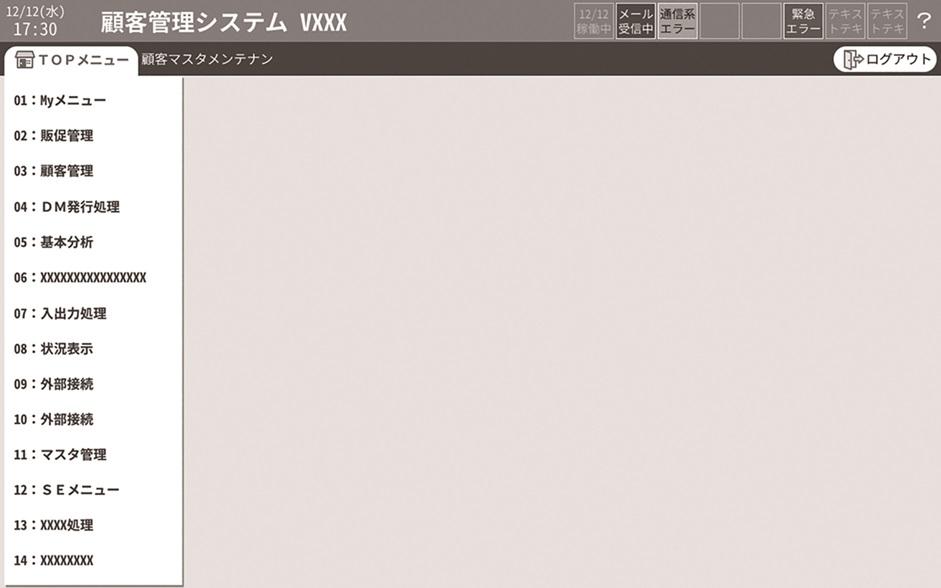 12/12(水)
17:30
顧客管理システム VXXX
12/12
稼働中
メール
受信中
通信系
エラー
緊急
エラー
テキス
トテキ
テキス
トテキ
?
ＴＯＰメニュー
顧客マスタメンテナン
ログアウト
01：Myメニュー
02：販促管理
03：顧客管理
04：ＤＭ発行処理
05：基本分析
06：XXXXXXXXXXXXXXXX
07：入出力処理
08：状況表示
09：外部接続
10：外部接続
11：マスタ管理
12：ＳＥメニュー
13：XXXX処理
14：XXXXXXXX